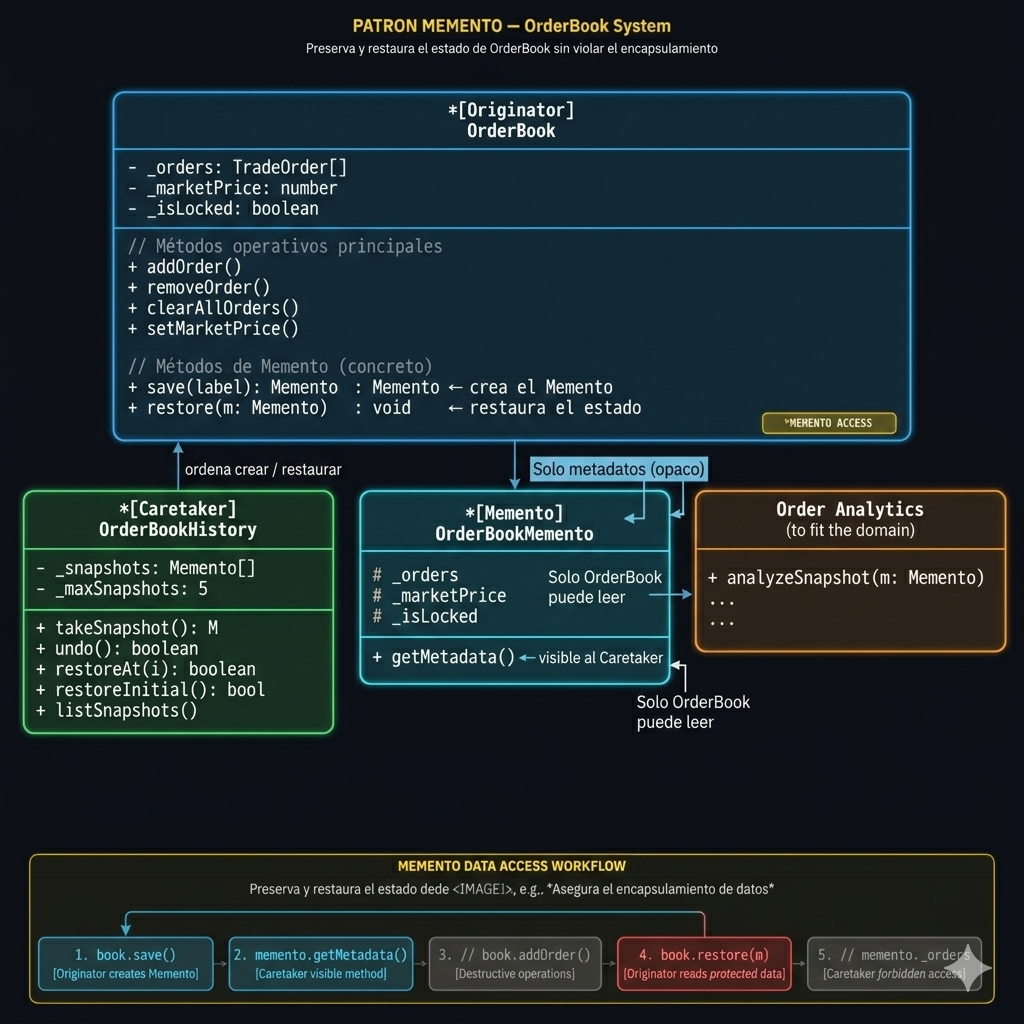 PATRON MEMENTO — OrderBook System
Preserva y restaura el estado de OrderBook sin violar el encapsulamiento
*[Originator]
OrderBook
- _orders: TradeOrder[]
- _marketPrice: number
- _isLocked: boolean
// Métodos operativos principales
+ addOrder()
+ removeOrder()
+ clearAllOrders()
+ setMarketPrice()
// Métodos de Memento (concreto)
+ save(label): Memento : Memento ← crea el Memento
+ restore(m: Memento) : void ← restaura el estado
*MEMENTO ACCESS
ordena crear / restaurar
Solo metadatos (opaco)
*[Caretaker]
OrderBookHistory
- _snapshots: Memento[]
- _maxSnapshots: 5
+ takeSnapshot(): M
+ undo(): boolean
+ restoreAt(i): boolean
+ restoreInitial(): bool
+ listSnapshots()
*[Memento]
OrderBookMemento
# _orders
# _marketPrice
# _isLocked
Solo OrderBook
puede leer
+ getMetadata() ← visible al Caretaker
Solo OrderBook
puede leer
Order Analytics
(to fit the domain)
+ analyzeSnapshot(m: Memento)
...
...
MEMENTO DATA ACCESS WORKFLOW
Preserva y restaura el estado dede <IMAGE]>, e.g., *Asegura el encapsulamiento de datos*
1. book.save()
[Originator creates Memento]
2. memento.getMetadata()
[Caretaker visible method]
3. // book.addOrder()
[Destructive operations]
4. book.restore(m)
[Originator reads protected data]
5. // memento._orders
[Caretaker forbidden access]